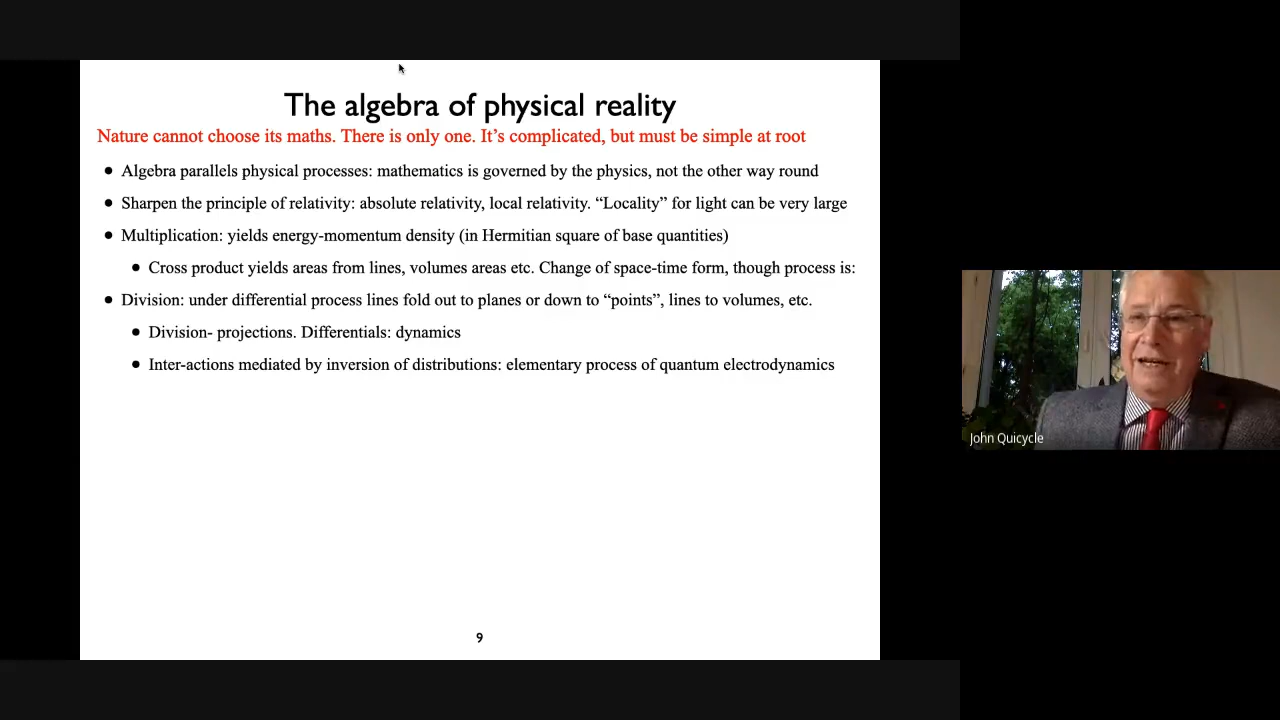 The algebra of physical reality
Nature cannot choose its maths. There is only one. It’s complicated, but must be simple at root
● Algebra parallels physical processes: mathematics is governed by the physics, not the other way round
● Sharpen the principle of relativity: absolute relativity, local relativity. “Locality” for light can be very large
● Multiplication: yields energy-momentum density (in Hermitian square of base quantities)
● Cross product yields areas from lines, volumes areas etc. Change of space-time form, though process is:
● Division: under differential process lines fold out to planes or down to “points”, lines to volumes, etc.
● Division- projections. Differentials: dynamics
● Inter-actions mediated by inversion of distributions: elementary process of quantum electrodynamics
9
John Quicycle